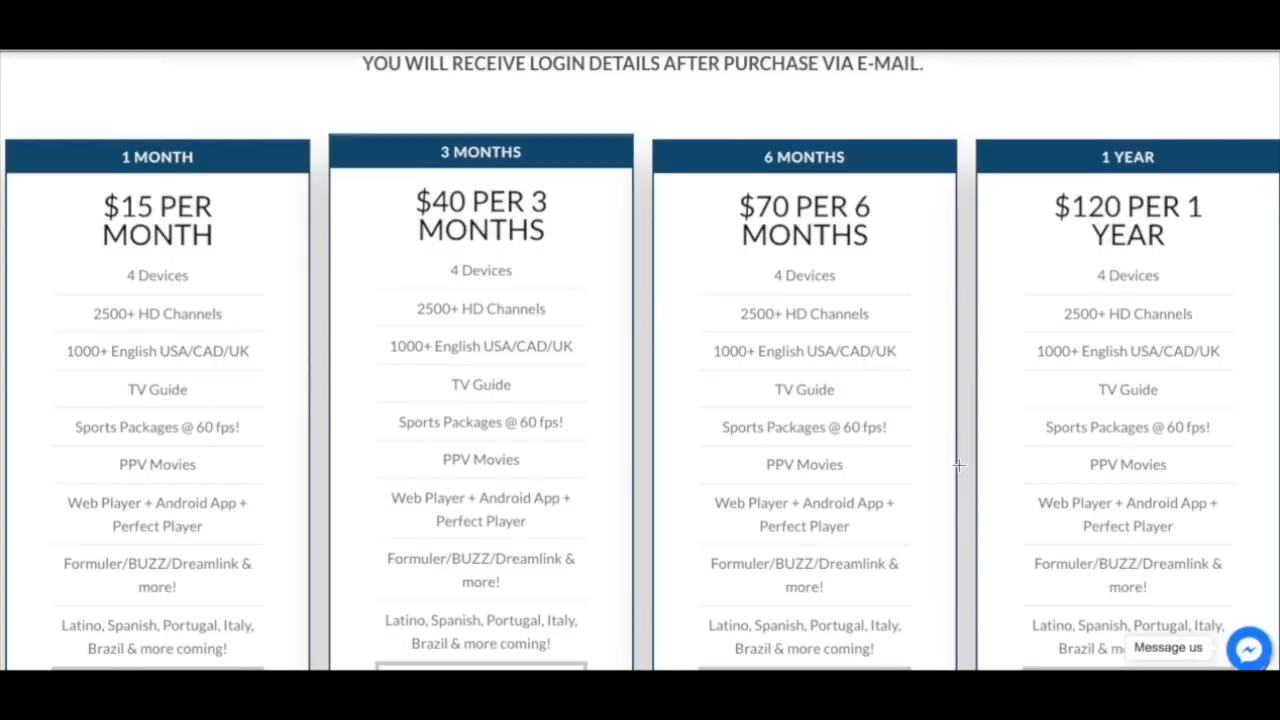 YOU WILL RECEIVE LOGIN DETAILS AFTER PURCHASE VIA E-MAIL.
1 MONTH
$15 PER
MONTH
4 Devices
2500+ HD Channels
1000+ English USA/CAD/UK
TV Guide
Sports Packages @ 60 fps!
PPV Movies
Web Player + Android App +
Perfect Player
Formuler/BUZZ/Dreamlink &
more!
Latino, Spanish, Portugal, Italy,
Brazil & more coming!
3 MONTHS
$40 PER 3
MONTHS
4 Devices
2500+ HD Channels
1000+ English USA/CAD/UK
TV Guide
Sports Packages @ 60 fps!
PPV Movies
Web Player + Android App +
Perfect Player
Formuler/BUZZ/Dreamlink &
more!
Latino, Spanish, Portugal, Italy,
Brazil & more coming!
6 MONTHS
$70 PER 6
MONTHS
4 Devices
2500+ HD Channels
1000+ English USA/CAD/UK
TV Guide
Sports Packages @ 60 fps!
PPV Movies
Web Player + Android App +
Perfect Player
Formuler/BUZZ/Dreamlink &
more!
Latino, Spanish, Portugal, Italy,
Brazil & more coming!
1 YEAR
$120 PER 1
YEAR
4 Devices
2500+ HD Channels
1000+ English USA/CAD/UK
TV Guide
Sports Packages @ 60 fps!
PPV Movies
Web Player + Android App +
Perfect Player
Formuler/BUZZ/Dreamlink &
more!
Latino, Spanish, Portugal, Italy,
Brazil &
Message us